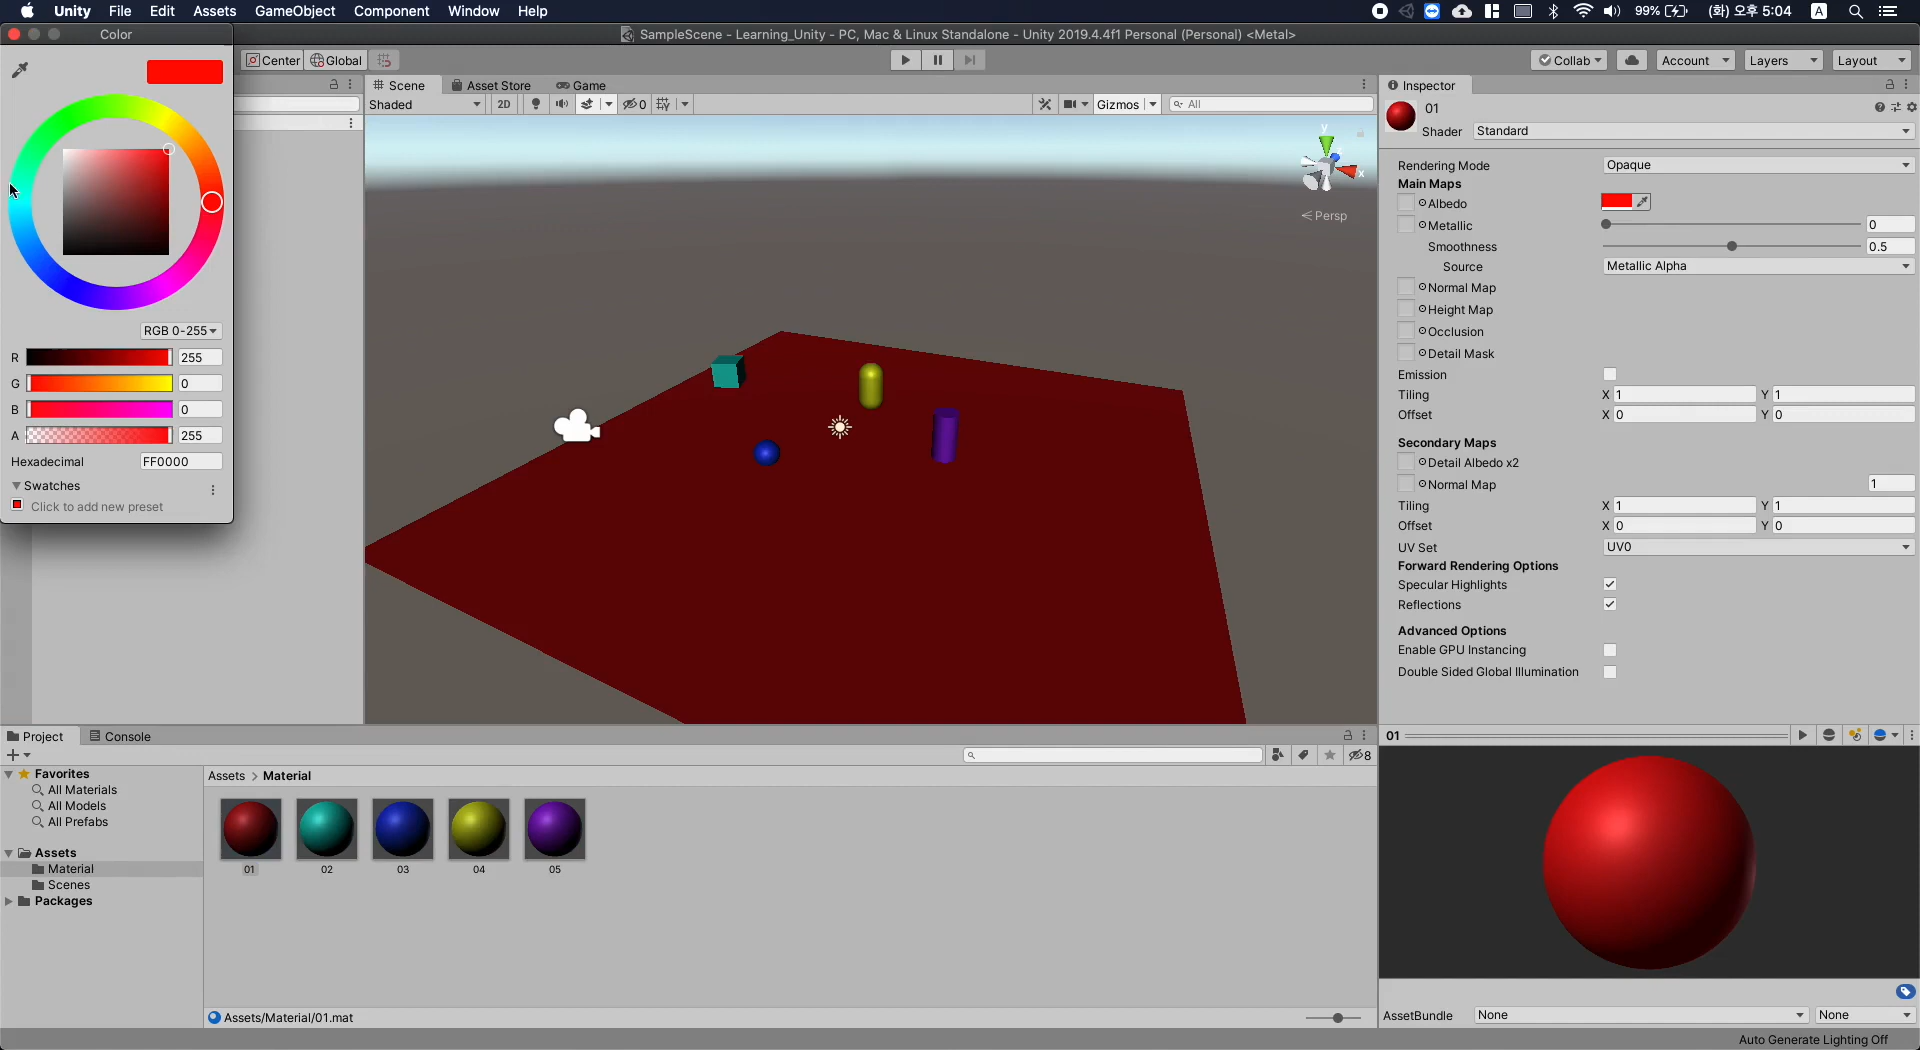 Unity File Edit Assets GameObject Component Window Help
99% (화) 오후 5:04 A
Color
SampleScene - Learning_Unity - PC, Mac & Linux Standalone - Unity 2019.4.4f1 Personal (Personal) <Metal>
Center Global
Collab Account Layers Layout
Scene Asset Store Game
Shaded 2D 0 Gizmos All
y
x
Persp
RGB 0-255
R 255
G 0
B 0
A 255
Hexadecimal FF0000
Swatches
Click to add new preset
Inspector
01
Shader Standard
Rendering Mode Opaque
Main Maps
Albedo
Metallic 0
Smoothness 0.5
Source Metallic Alpha
Normal Map
Height Map
Occlusion
Detail Mask
Emission
Tiling X 1 Y 1
Offset X 0 Y 0
Secondary Maps
Detail Albedo x2
Normal Map 1
Tiling X 1 Y 1
Offset X 0 Y 0
UV Set UV0
Forward Rendering Options
Specular Highlights
Reflections
Advanced Options
Enable GPU Instancing
Double Sided Global Illumination
Project Console
8
Favorites
All Materials
All Models
All Prefabs
Assets
Material
Scenes
Packages
Assets > Material
01 02 03 04 05
Assets/Material/01.mat
01
AssetBundle None None
Auto Generate Lighting Off